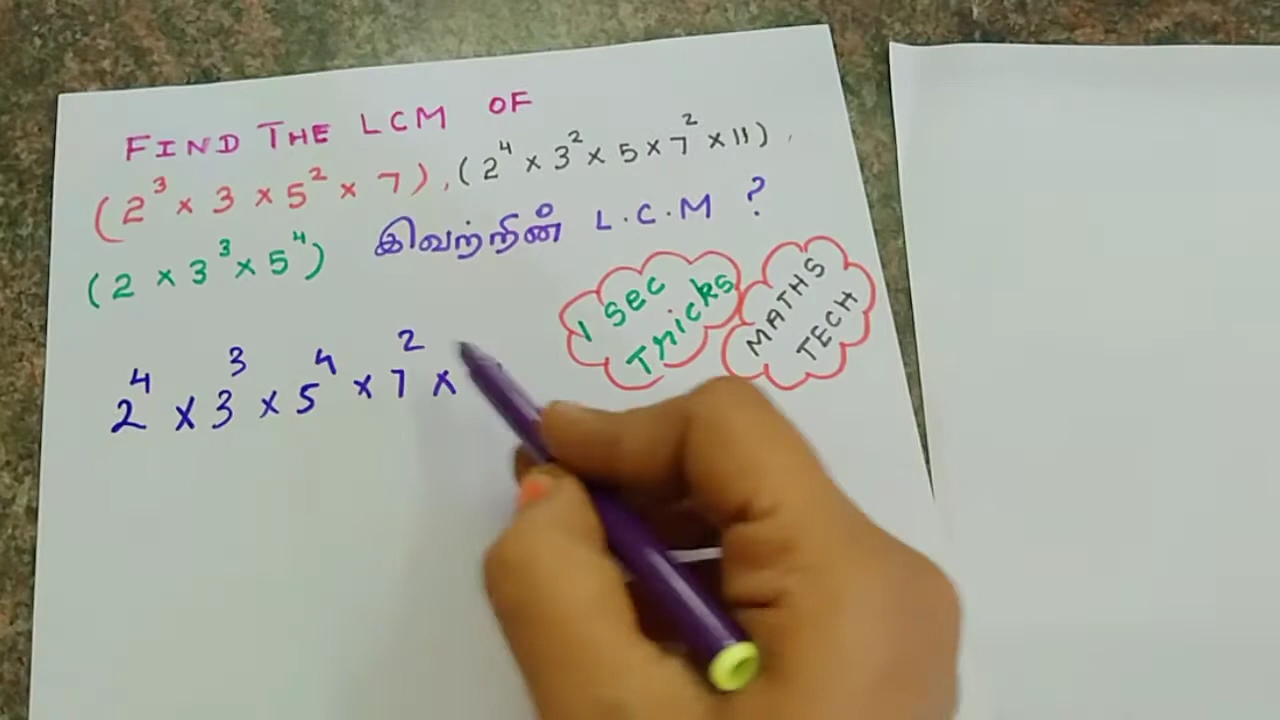 FIND THE LCM OF
(2³ × 3 × 5² × 7), (2⁴ × 3² × 5 × 7² × 11),
(2 × 3³ × 5⁴) இவற்றின் L.C.M ?
1 Sec
Tricks
MATHS
TECH
2⁴ × 3³ × 5⁴ × 7² ×